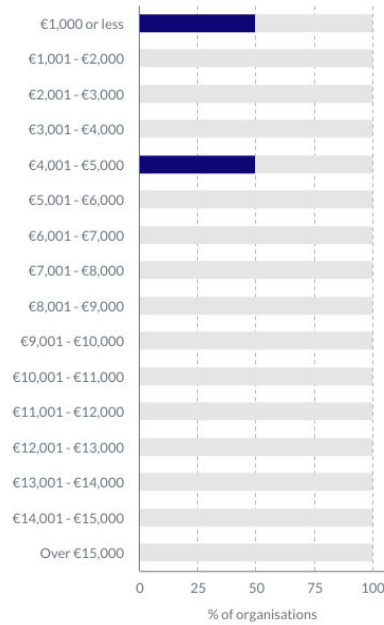 €1,000 or less
€1,001 - €2,000
€2,001 - €3,000
€3,001 - €4,000
€4,001 - €5,000
€5,001 - €6,000
€6,001 - €7,000
€7,001 - €8,000
€8,001 - €9,000
€9,001 - €10,000
€10,001 - €11,000
€11,001 - €12,000
€12,001 - €13,000
€13,001 - €14,000
€14,001 - €15,000
Over €15,000
0 25 50 75 100
% of organisations